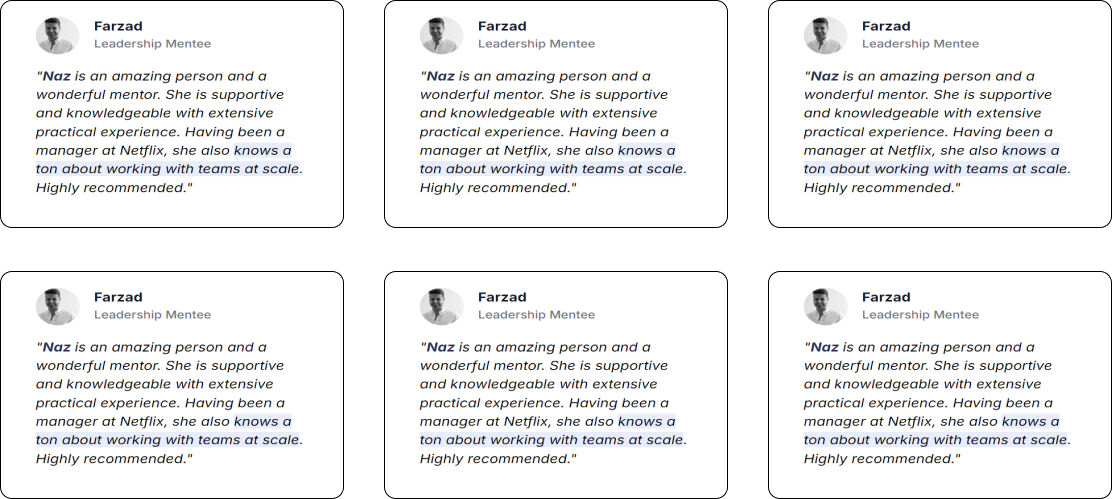 Farzad
Leadership Mentee
"Naz is an amazing person and a
wonderful mentor. She is supportive
and knowledgeable with extensive
practical experience. Having been a
manager at Netflix, she also knows a
ton about working with teams at scale.
Highly recommended."
Farzad
Leadership Mentee
"Naz is an amazing person and a
wonderful mentor. She is supportive
and knowledgeable with extensive
practical experience. Having been a
manager at Netflix, she also knows a
ton about working with teams at scale.
Highly recommended."
Farzad
Leadership Mentee
"Naz is an amazing person and a
wonderful mentor. She is supportive
and knowledgeable with extensive
practical experience. Having been a
manager at Netflix, she also knows a
ton about working with teams at scale.
Highly recommended."
Farzad
Leadership Mentee
"Naz is an amazing person and a
wonderful mentor. She is supportive
and knowledgeable with extensive
practical experience. Having been a
manager at Netflix, she also knows a
ton about working with teams at scale.
Highly recommended."
Farzad
Leadership Mentee
"Naz is an amazing person and a
wonderful mentor. She is supportive
and knowledgeable with extensive
practical experience. Having been a
manager at Netflix, she also knows a
ton about working with teams at scale.
Highly recommended."
Farzad
Leadership Mentee
"Naz is an amazing person and a
wonderful mentor. She is supportive
and knowledgeable with extensive
practical experience. Having been a
manager at Netflix, she also knows a
ton about working with teams at scale.
Highly recommended."